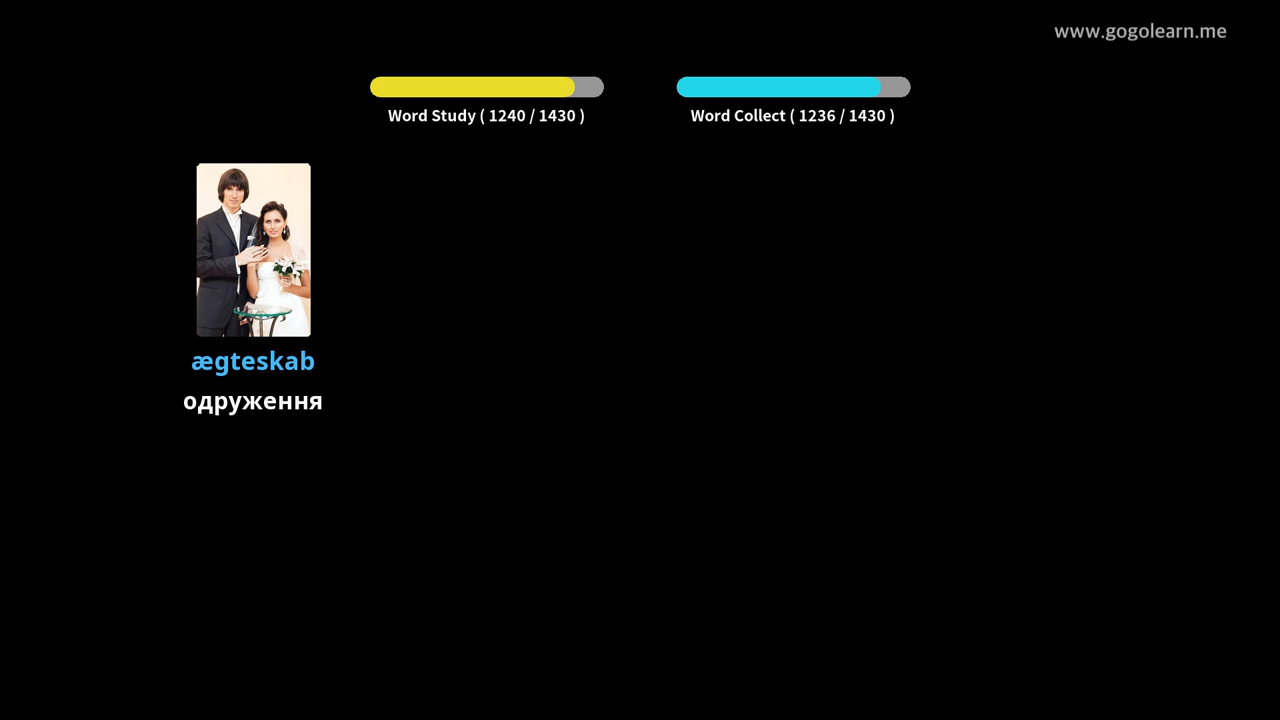 www.gogolearn.me
Word Study ( 1240 / 1430 )
Word Collect ( 1236 / 1430 )
ægteskab
одруження